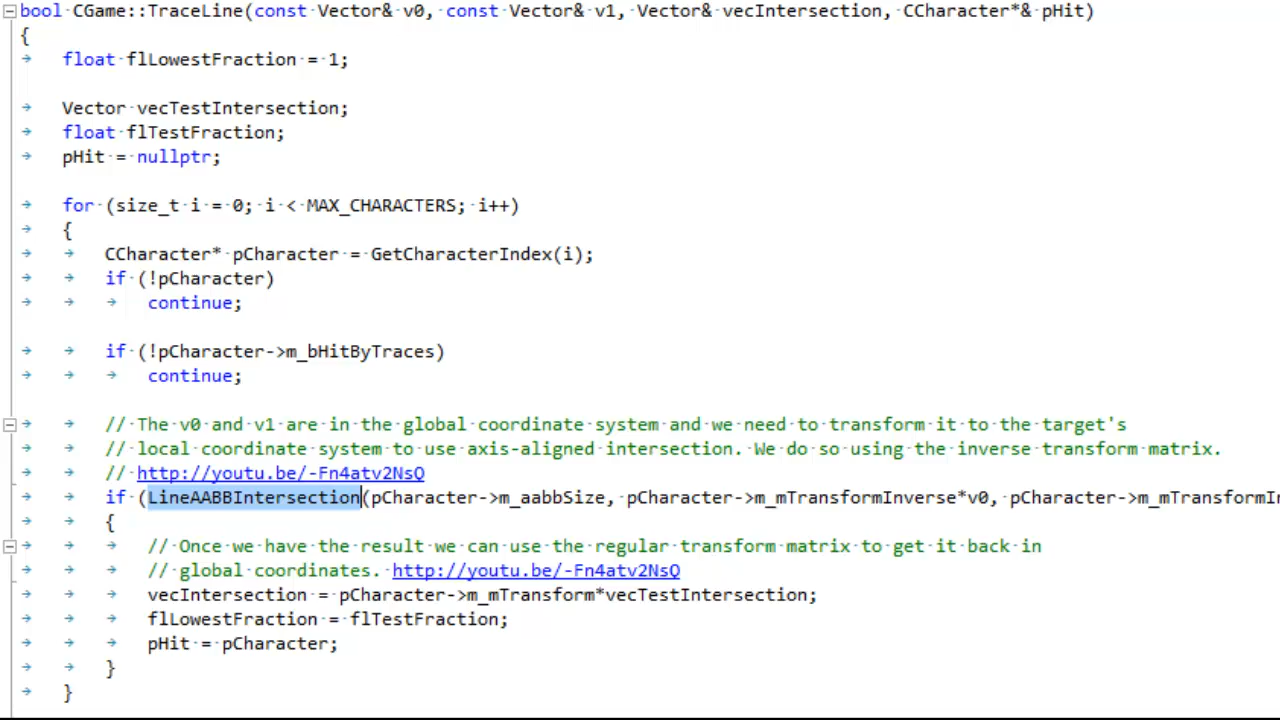 bool CGame::TraceLine(const Vector& v0, const Vector& v1, Vector& vecIntersection, CCharacter*& pHit)
{
float flLowestFraction = 1;
Vector vecTestIntersection;
float flTestFraction;
pHit = nullptr;
for (size_t i = 0; i < MAX_CHARACTERS; i++)
{
CCharacter* pCharacter = GetCharacterIndex(i);
if (!pCharacter)
continue;
if (!pCharacter->m_bHitByTraces)
continue;
// The v0 and v1 are in the global coordinate system and we need to transform it to the target's
// local coordinate system to use axis-aligned intersection. We do so using the inverse transform matrix.
// http://youtu.be/-Fn4atv2NsQ
if (LineAABBIntersection(pCharacter->m_aabbSize, pCharacter->m_mTransformInverse*v0, pCharacter->m_mTransformIn
{
// Once we have the result we can use the regular transform matrix to get it back in
// global coordinates. http://youtu.be/-Fn4atv2NsQ
vecIntersection = pCharacter->m_mTransform*vecTestIntersection;
flLowestFraction = flTestFraction;
pHit = pCharacter;
}
}